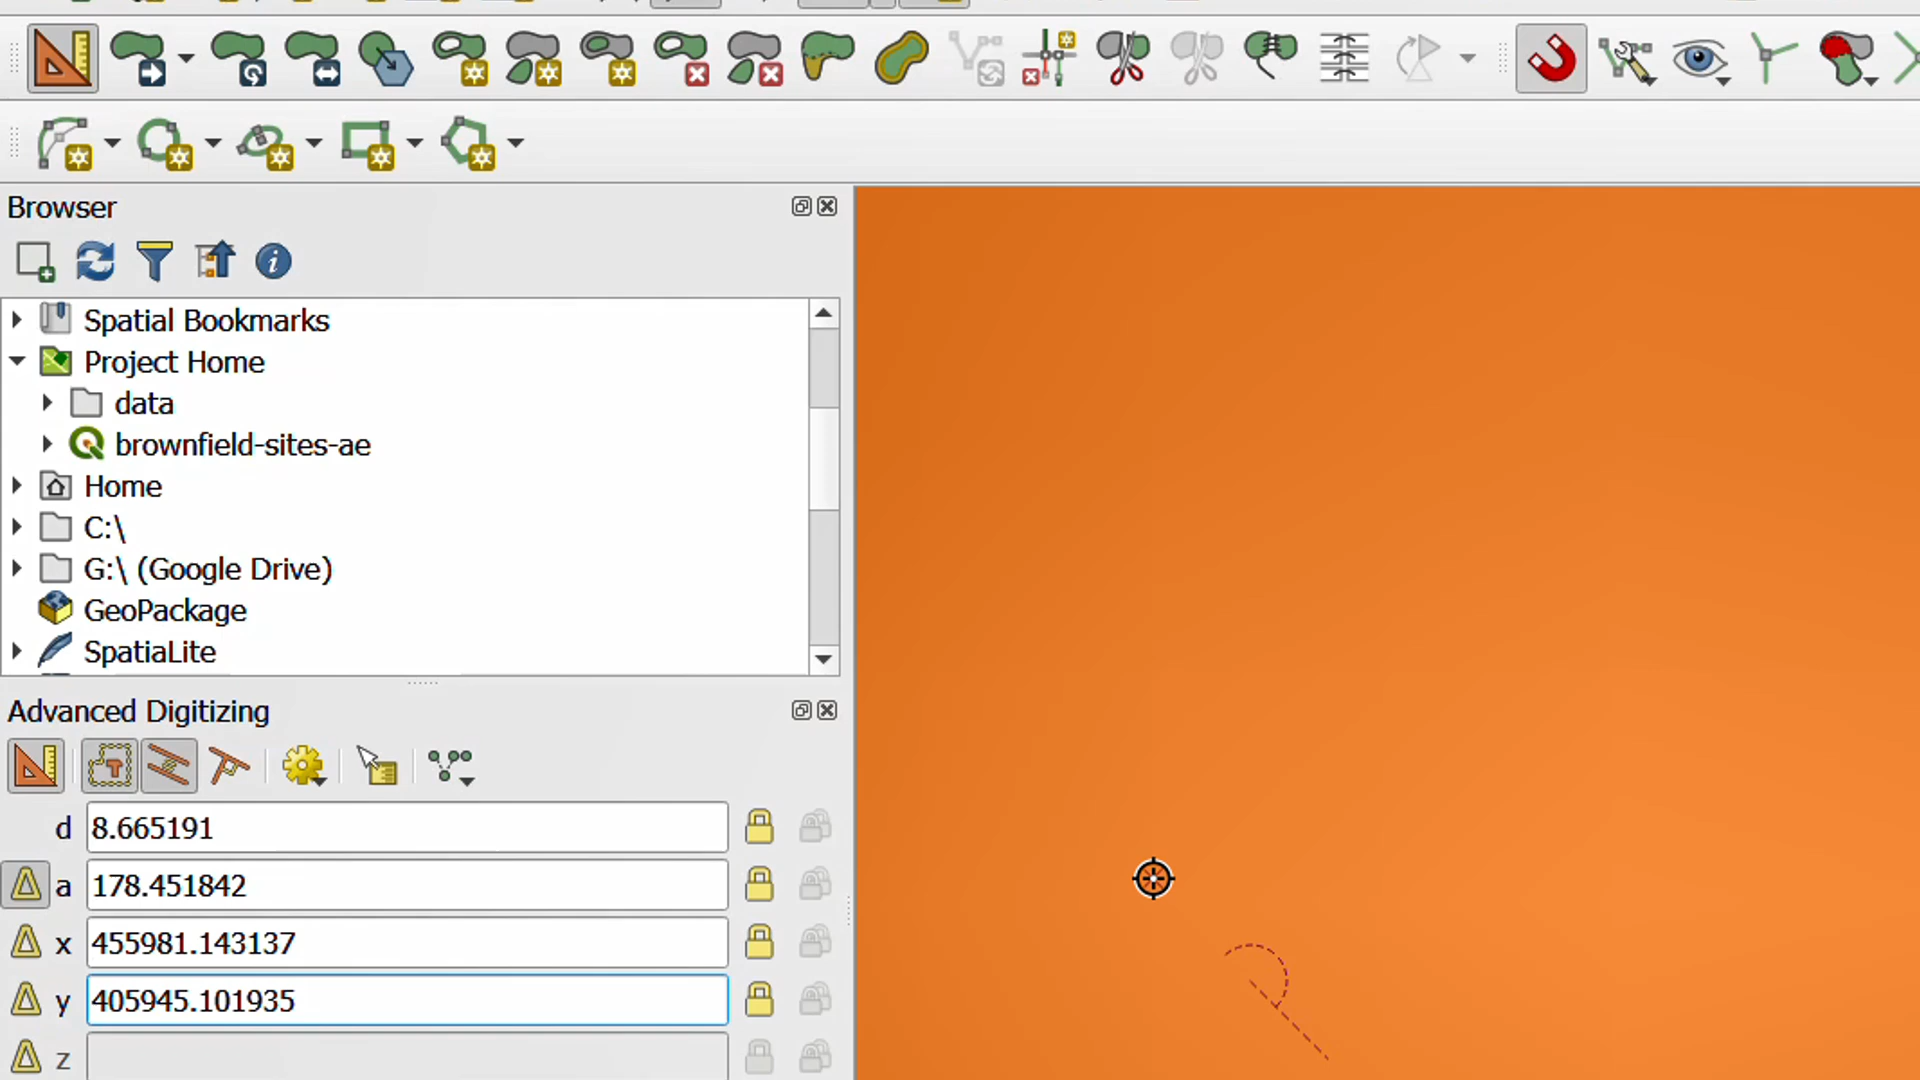 Browser
Spatial Bookmarks
Project Home
data
brownfield-sites-ae
Home
C:\
G:\ (Google Drive)
GeoPackage
SpatiaLite
Advanced Digitizing
d 8.665191
a 178.451842
x 455981.143137
y 405945.101935
z